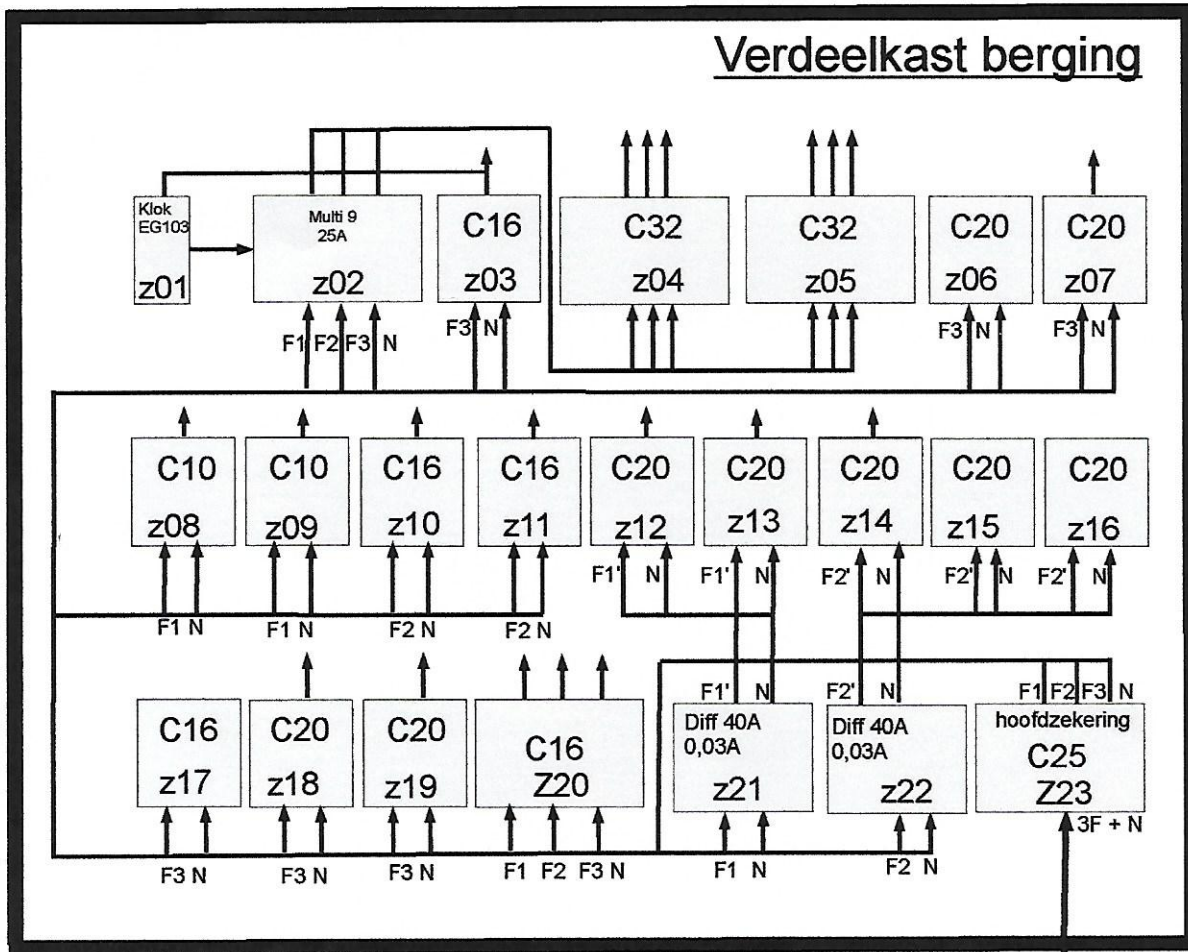 Verdeelkast berging
Klok
EG103
z01
Multi 9
25A
z02
C16
z03
C32
z04
C32
z05
C20
z06
C20
z07
F1 F2 F3 N
F3 N
F3 N
F3 N
C10
z08
C10
z09
C16
z10
C16
z11
C20
z12
C20
z13
C20
z14
C20
z15
C20
z16
F1 N
F1 N
F2 N
F2 N
F1' N
F1' N
F2' N
F2' N
F2' N
F1' N
F2' N
F1 F2 F3 N
C16
z17
C20
z18
C20
z19
C16
Z20
Diff 40A
0,03A
z21
Diff 40A
0,03A
z22
hoofdzekering
C25
Z23
3F + N
F3 N
F3 N
F3 N
F1 F2 F3 N
F1 N
F2 N